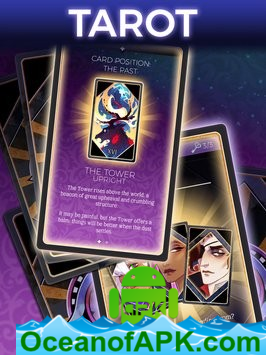 TAROT
CARD POSITION:
THE PAST
XVI
THE TOWER
UPRIGHT
The Tower rises above the world, a
beacon of great upheaval and crumbling
structure!
It may be painful, but the Tower offers a
balm, things will be better when the dust
settles.
OceanofAPK.com